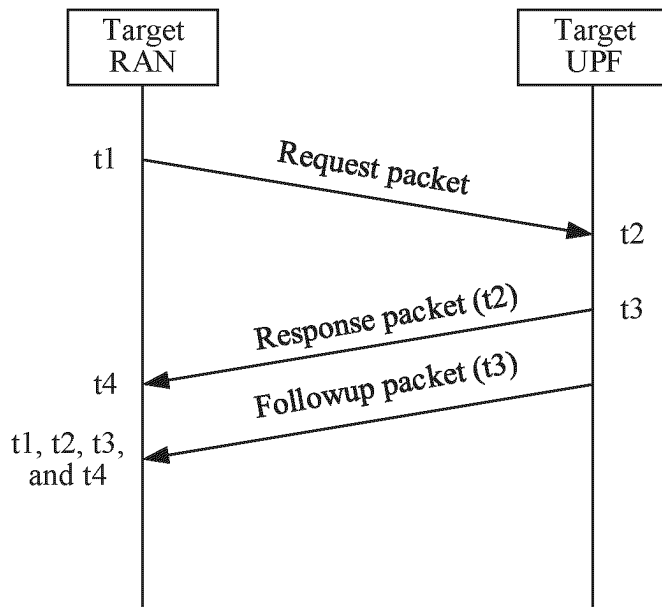 Target
RAN
Target
UPF
t1
Request packet
t2
Response packet (t2)
t3
t4
Followup packet (t3)
t1, t2, t3,
and t4